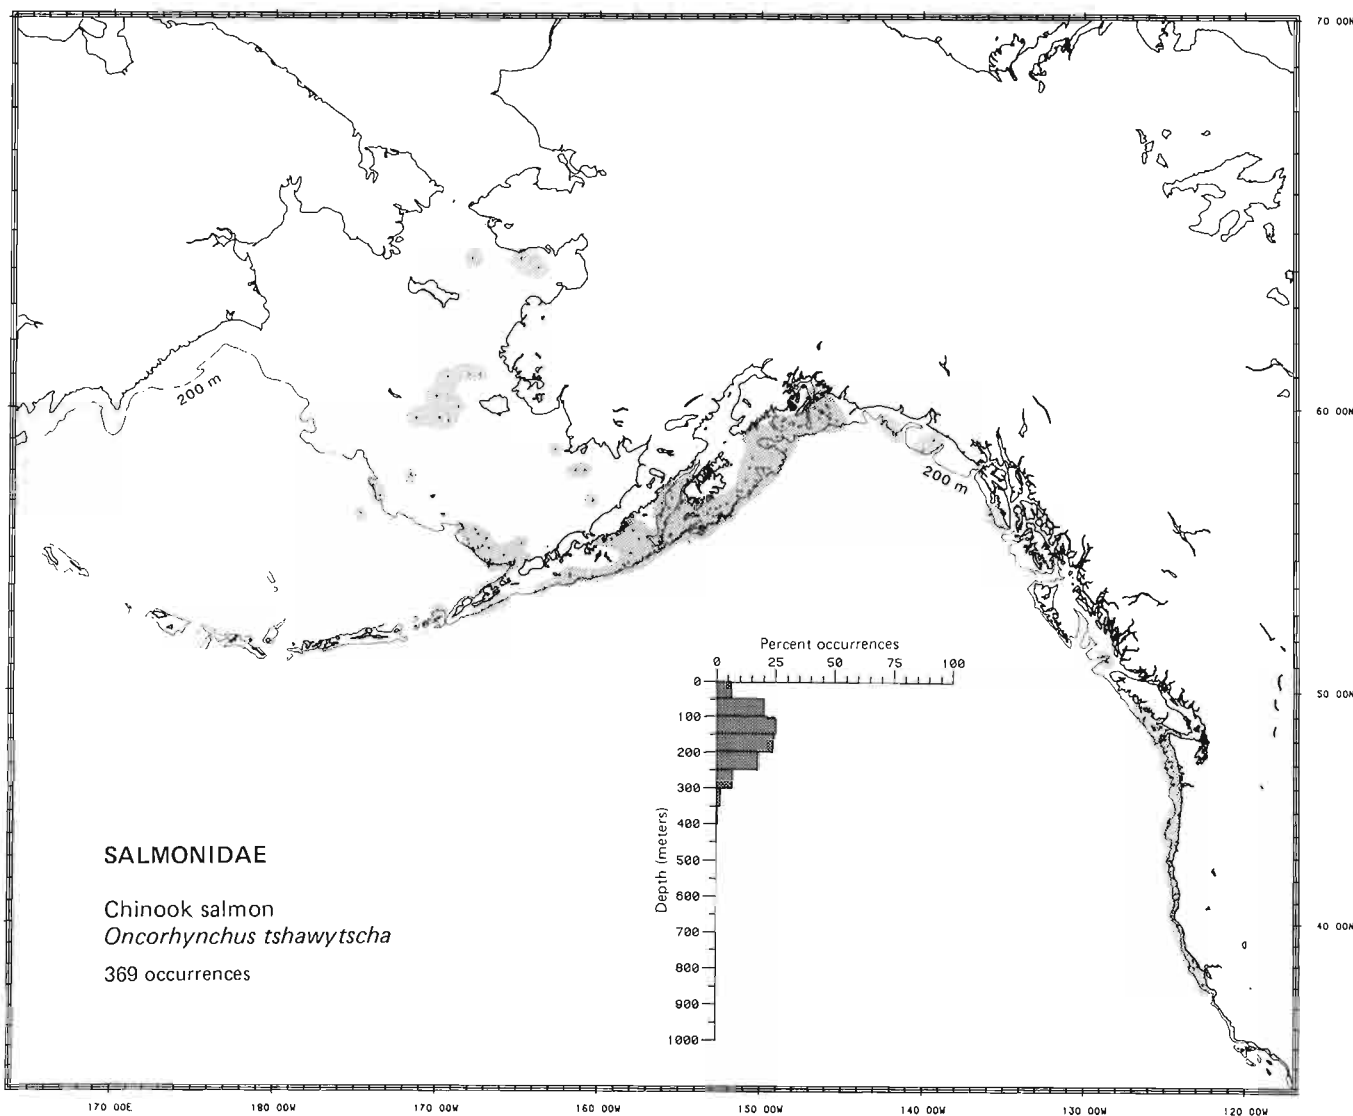 70 00N
200 m
60 00N
200 m
Percent occurrences
0 25 50 75 100
0
50 00N
100
200
300
400
500
600
700
800
900
1000
Depth (meters)
SALMONIDAE
Chinook salmon
Oncorhynchus tshawytscha
369 occurrences
40 00N
170 00E 180 00W 170 00W 160 00W 150 00W 140 00W 130 00W 120 00W